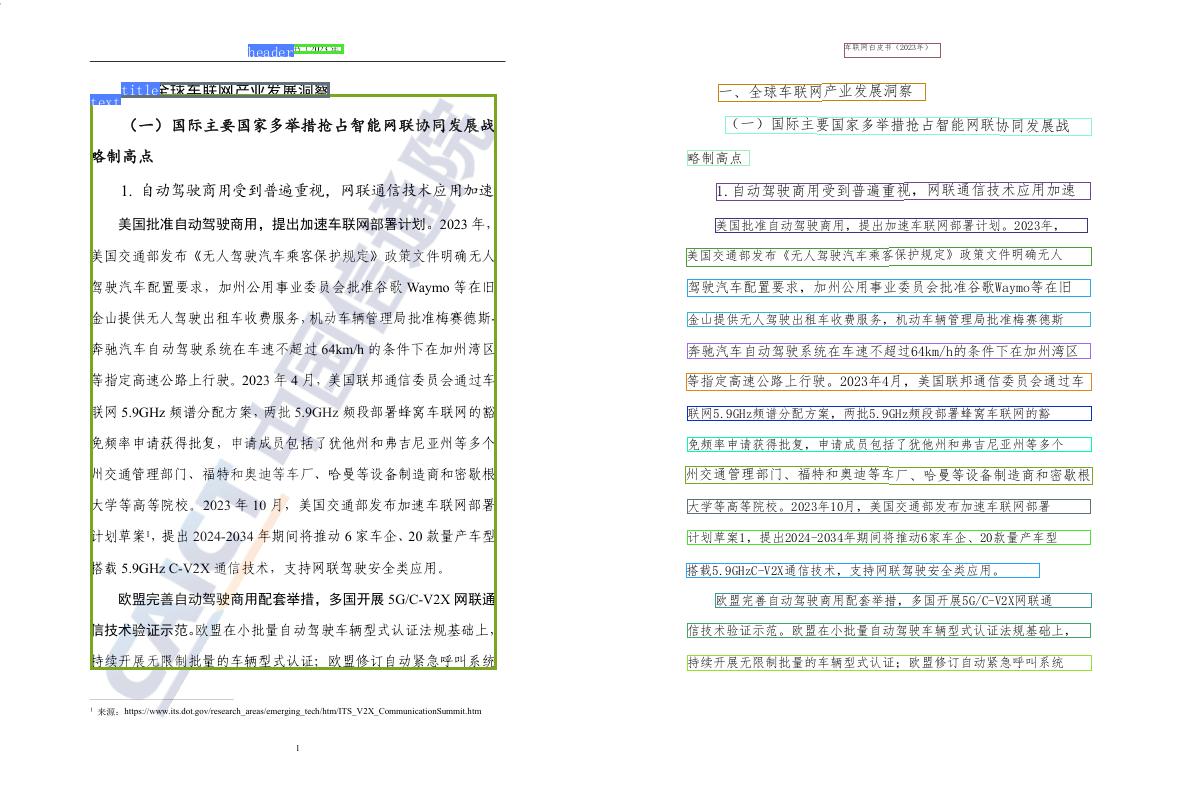 header
title全球车联网产业发展洞察
text
（一）国际主要国家多举措抢占智能网联协同发展战
略制高点
1. 自动驾驶商用受到普遍重视，网联通信技术应用加速
美国批准自动驾驶商用，提出加速车联网部署计划。2023 年，
美国交通部发布《无人驾驶汽车乘客保护规定》政策文件明确无人
驾驶汽车配置要求，加州公用事业委员会批准谷歌 Waymo 等在旧
金山提供无人驾驶出租车收费服务，机动车辆管理局批准梅赛德斯-
奔驰汽车自动驾驶系统在车速不超过 64km/h 的条件下在加州湾区
等指定高速公路上行驶。2023 年 4 月，美国联邦通信委员会通过车
联网 5.9GHz 频谱分配方案，两批 5.9GHz 频段部署蜂窝车联网的豁
免频率申请获得批复，申请成员包括了犹他州和弗吉尼亚州等多个
州交通管理部门、福特和奥迪等车厂、哈曼等设备制造商和密歇根
大学等高等院校。2023 年 10 月，美国交通部发布加速车联网部署
计划草案¹，提出 2024-2034 年期间将推动 6 家车企、20 款量产车型
搭载 5.9GHz C-V2X 通信技术，支持网联驾驶安全类应用。
欧盟完善自动驾驶商用配套举措，多国开展 5G/C-V2X 网联通
信技术验证示范。欧盟在小批量自动驾驶车辆型式认证法规基础上，
持续开展无限制批量的车辆型式认证；欧盟修订自动紧急呼叫系统
CAICT 中国信通院
¹ 来源：https://www.its.dot.gov/research_areas/emerging_tech/htm/ITS_V2X_CommunicationSummit.htm
1
车联网白皮书（2023年）
一、全球车联网产业发展洞察
（一）国际主要国家多举措抢占智能网联协同发展战
略制高点
1.自动驾驶商用受到普遍重视，网联通信技术应用加速
美国批准自动驾驶商用，提出加速车联网部署计划。2023年，
美国交通部发布《无人驾驶汽车乘客保护规定》政策文件明确无人
驾驶汽车配置要求，加州公用事业委员会批准谷歌Waymo等在旧
金山提供无人驾驶出租车收费服务，机动车辆管理局批准梅赛德斯
奔驰汽车自动驾驶系统在车速不超过64km/h的条件下在加州湾区
等指定高速公路上行驶。2023年4月，美国联邦通信委员会通过车
联网5.9GHz频谱分配方案，两批5.9GHz频段部署蜂窝车联网的豁
免频率申请获得批复，申请成员包括了犹他州和弗吉尼亚州等多个
州交通管理部门、福特和奥迪等车厂、哈曼等设备制造商和密歇根
大学等高等院校。2023年10月，美国交通部发布加速车联网部署
计划草案1，提出2024-2034年期间将推动6家车企、20款量产车型
搭载5.9GHzC-V2X通信技术，支持网联驾驶安全类应用。
欧盟完善自动驾驶商用配套举措，多国开展5G/C-V2X网联通
信技术验证示范。欧盟在小批量自动驾驶车辆型式认证法规基础上，
持续开展无限制批量的车辆型式认证；欧盟修订自动紧急呼叫系统